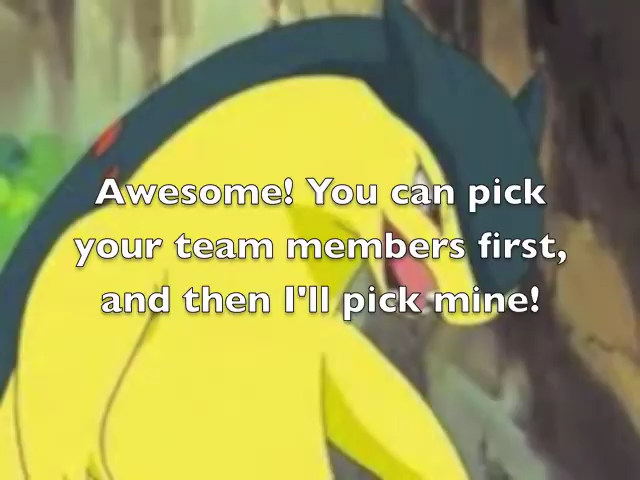 Awesome! You can pick
your team members first,
and then I'll pick mine!